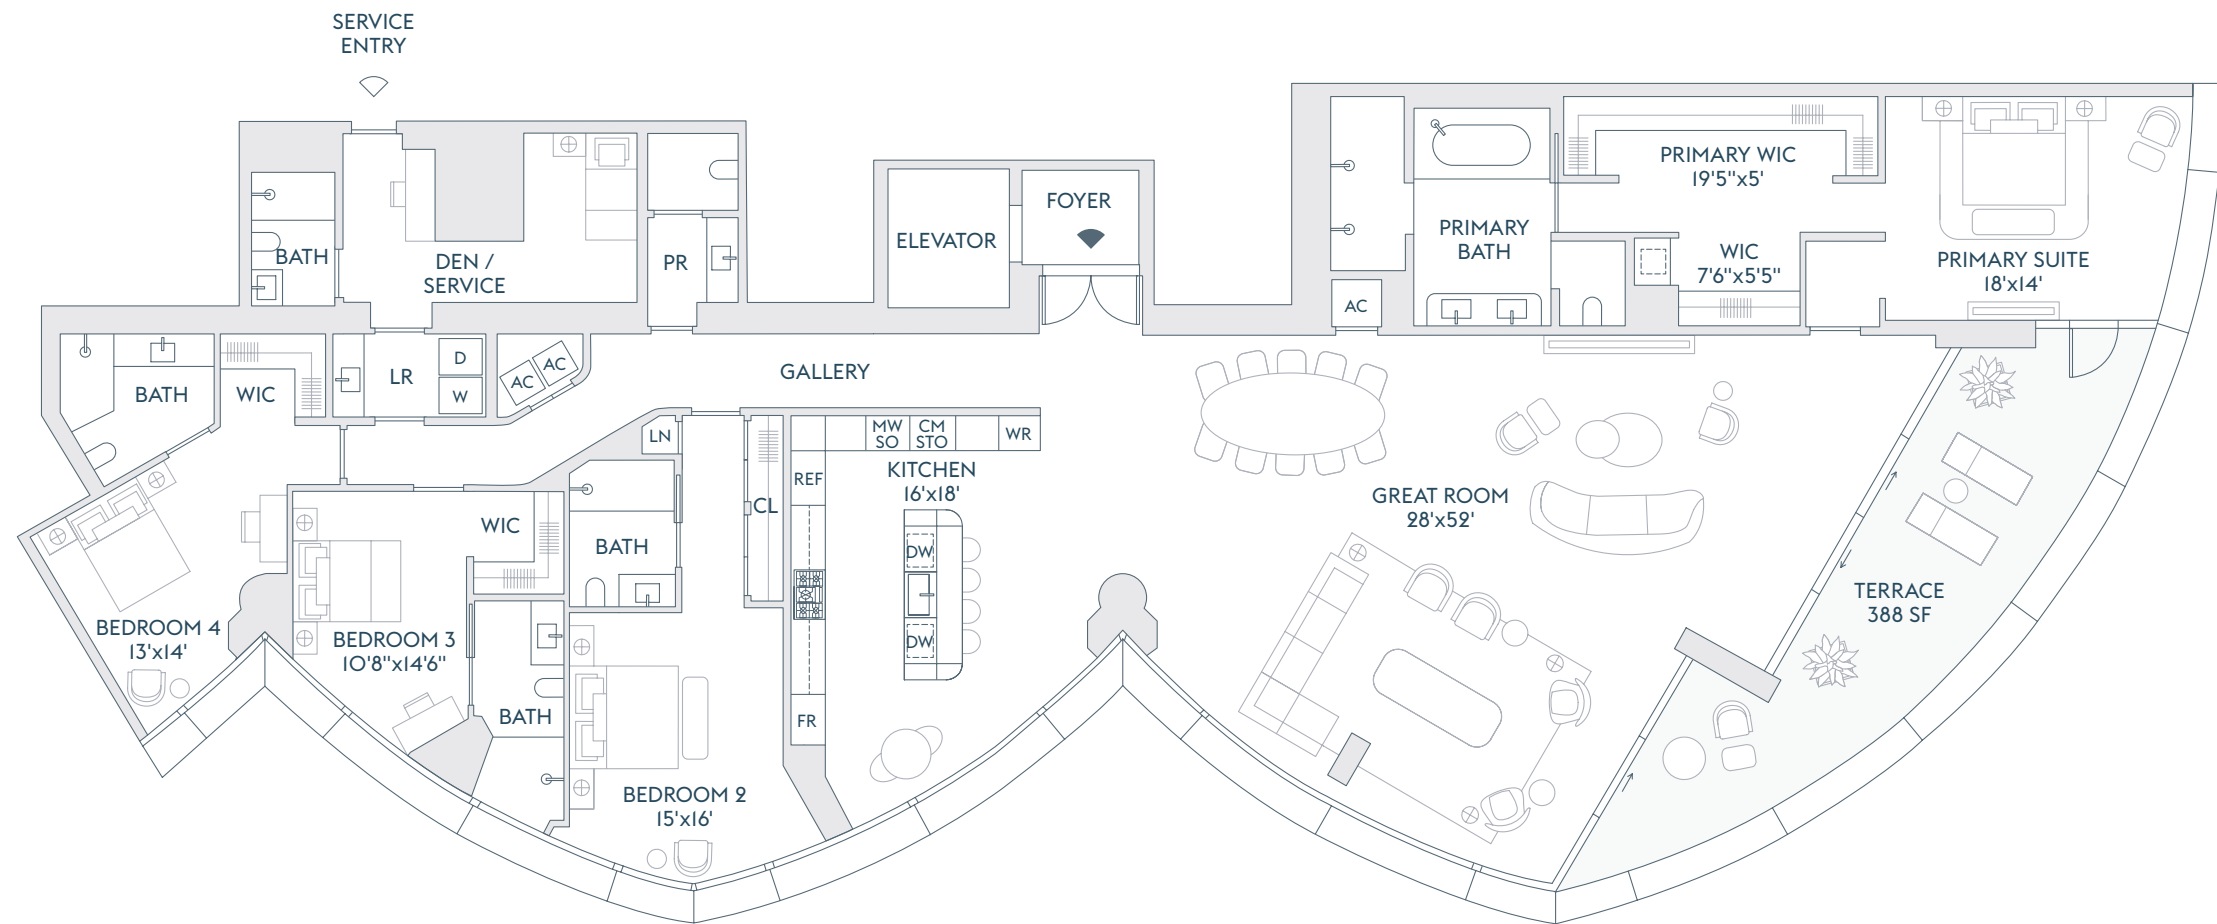 SERVICE
ENTRY
BATH
DEN /
SERVICE
PR
ELEVATOR
FOYER
PRIMARY
BATH
PRIMARY WIC
19'5"x5'
WIC
7'6"x5'5"
PRIMARY SUITE
18'x14'
AC
BATH
WIC
LR
D
W
AC
AC
GALLERY
LN
CL
MW
SO
CM
STO
WR
REF
KITCHEN
16'x18'
DW
DW
FR
GREAT ROOM
28'x52'
TERRACE
388 SF
WIC
BATH
BEDROOM 4
13'x14'
BEDROOM 3
10'8"x14'6"
BATH
BEDROOM 2
15'x16'